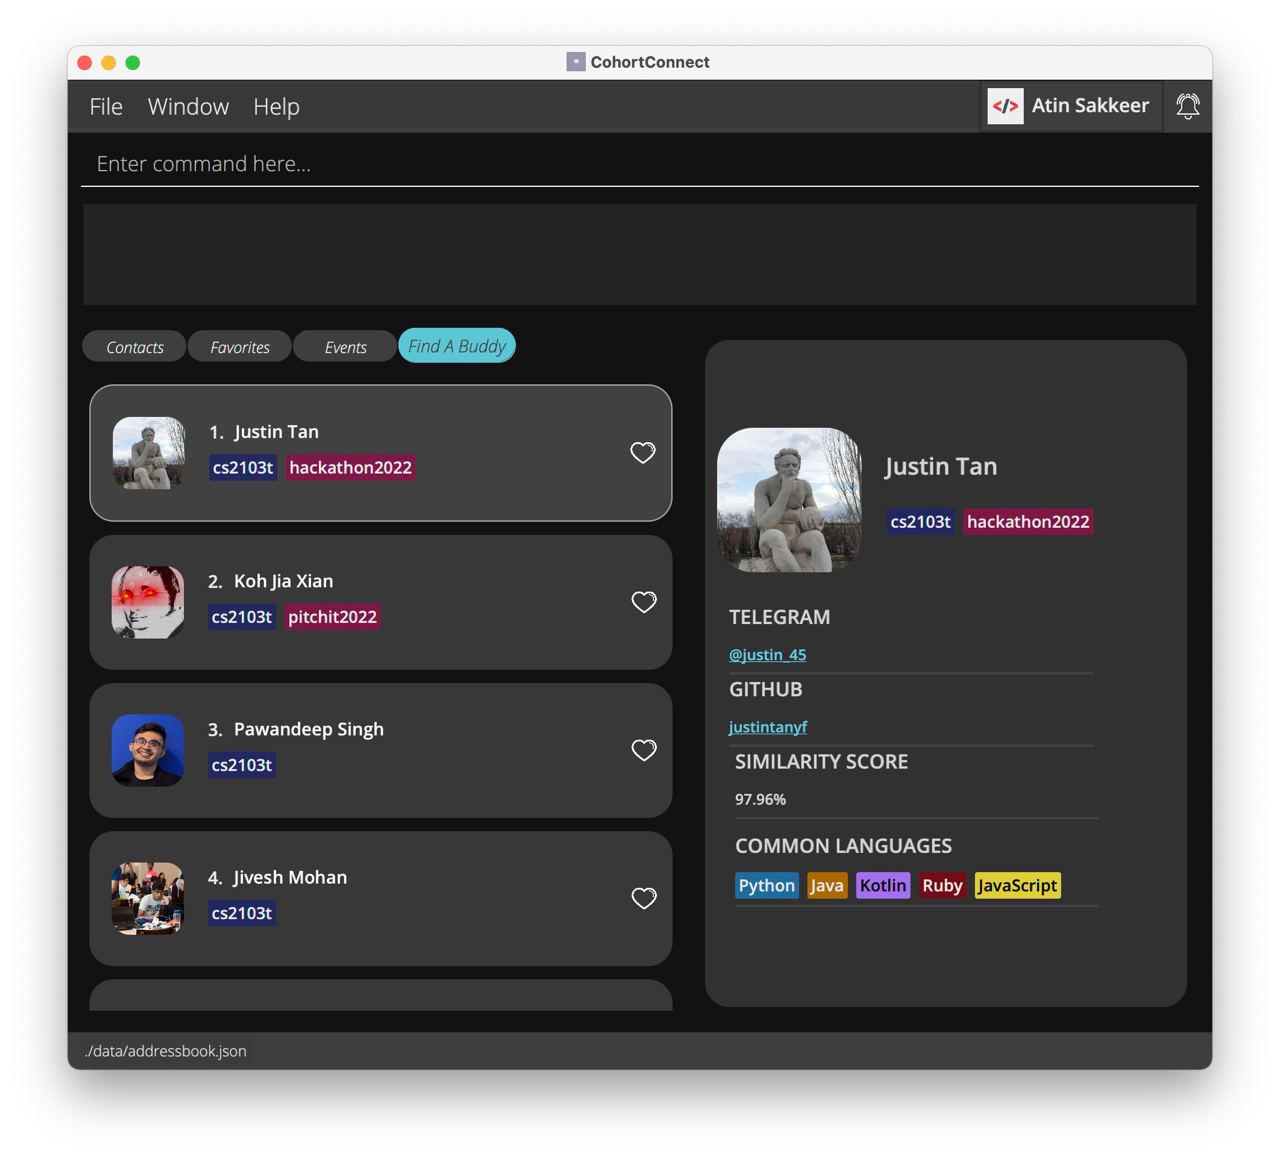 CohortConnect
File Window Help
</> Atin Sakkeer
Enter command here...
Contacts Favorites Events Find A Buddy
1. Justin Tan
cs2103t hackathon2022
2. Koh Jia Xian
cs2103t pitchit2022
3. Pawandeep Singh
cs2103t
4. Jivesh Mohan
cs2103t
Justin Tan
cs2103t hackathon2022
TELEGRAM
@justin_45
GITHUB
justintanyf
SIMILARITY SCORE
97.96%
COMMON LANGUAGES
Python Java Kotlin Ruby JavaScript
./data/addressbook.json